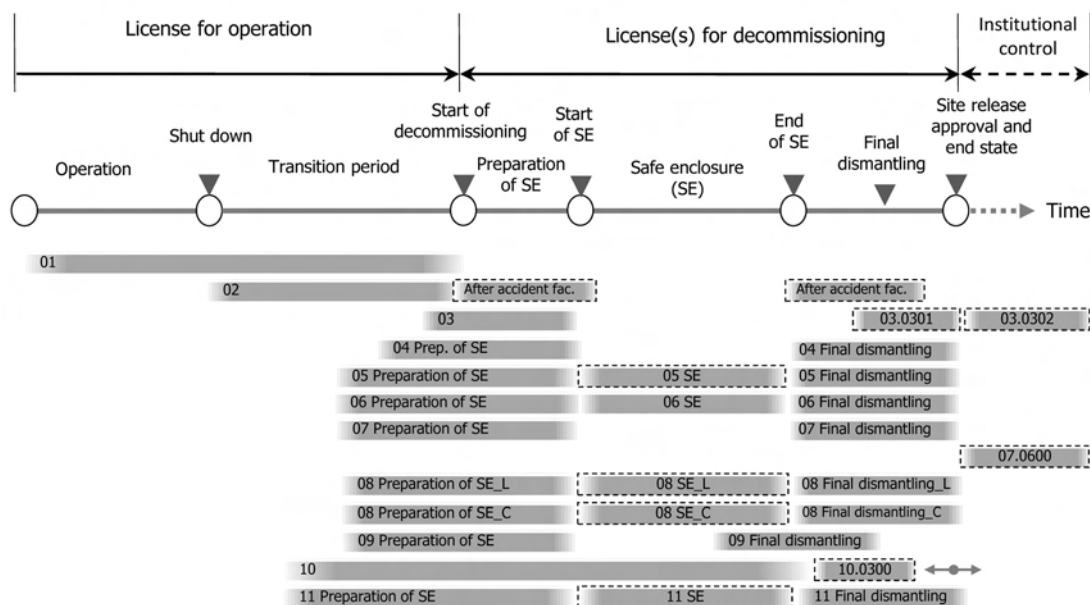 License for operation
License(s) for decommissioning
Institutional
control
Operation
Shut down
Transition period
Start of
decommissioning
Preparation
of SE
Start
of SE
Safe enclosure
(SE)
End
of SE
Final
dismantling
Site release
approval and
end state
Time
01
02 After accident fac. After accident fac.
03 03.0301 03.0302
04 Prep. of SE 04 Final dismantling
05 Preparation of SE 05 SE 05 Final dismantling
06 Preparation of SE 06 SE 06 Final dismantling
07 Preparation of SE 07 Final dismantling
07.0600
08 Preparation of SE_L 08 SE_L 08 Final dismantling_L
08 Preparation of SE_C 08 SE_C 08 Final dismantling_C
09 Preparation of SE 09 Final dismantling
10 10.0300
11 Preparation of SE 11 SE 11 Final dismantling